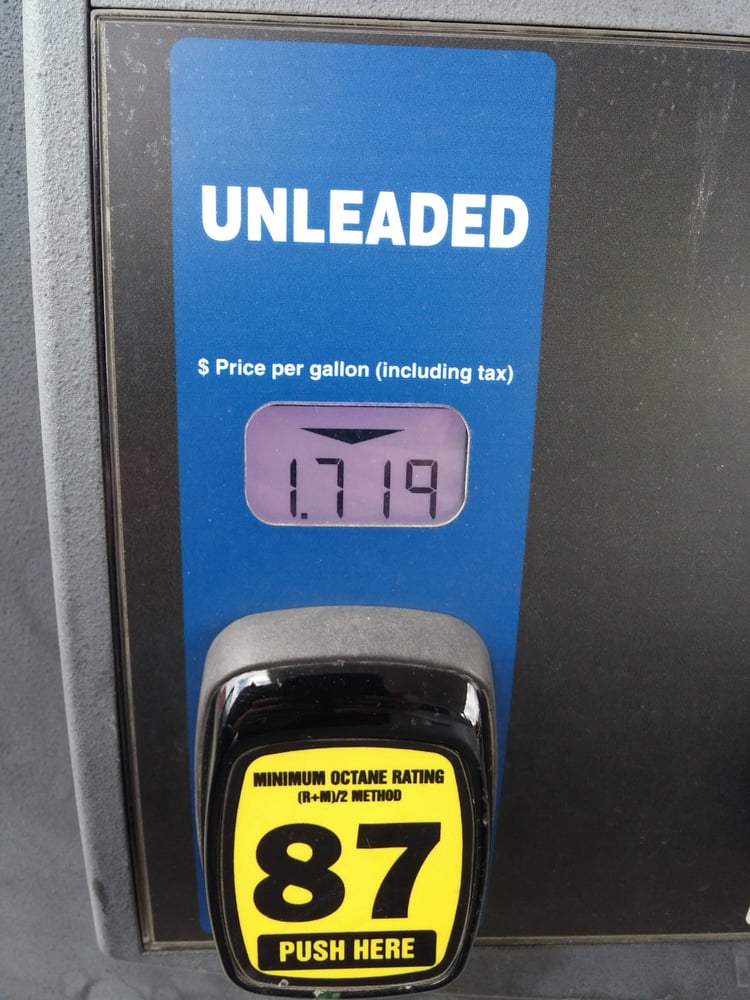 UNLEADED
$ Price per gallon (including tax)
1.719
MINIMUM OCTANE RATING
(R+M)/2 METHOD
87
PUSH HERE